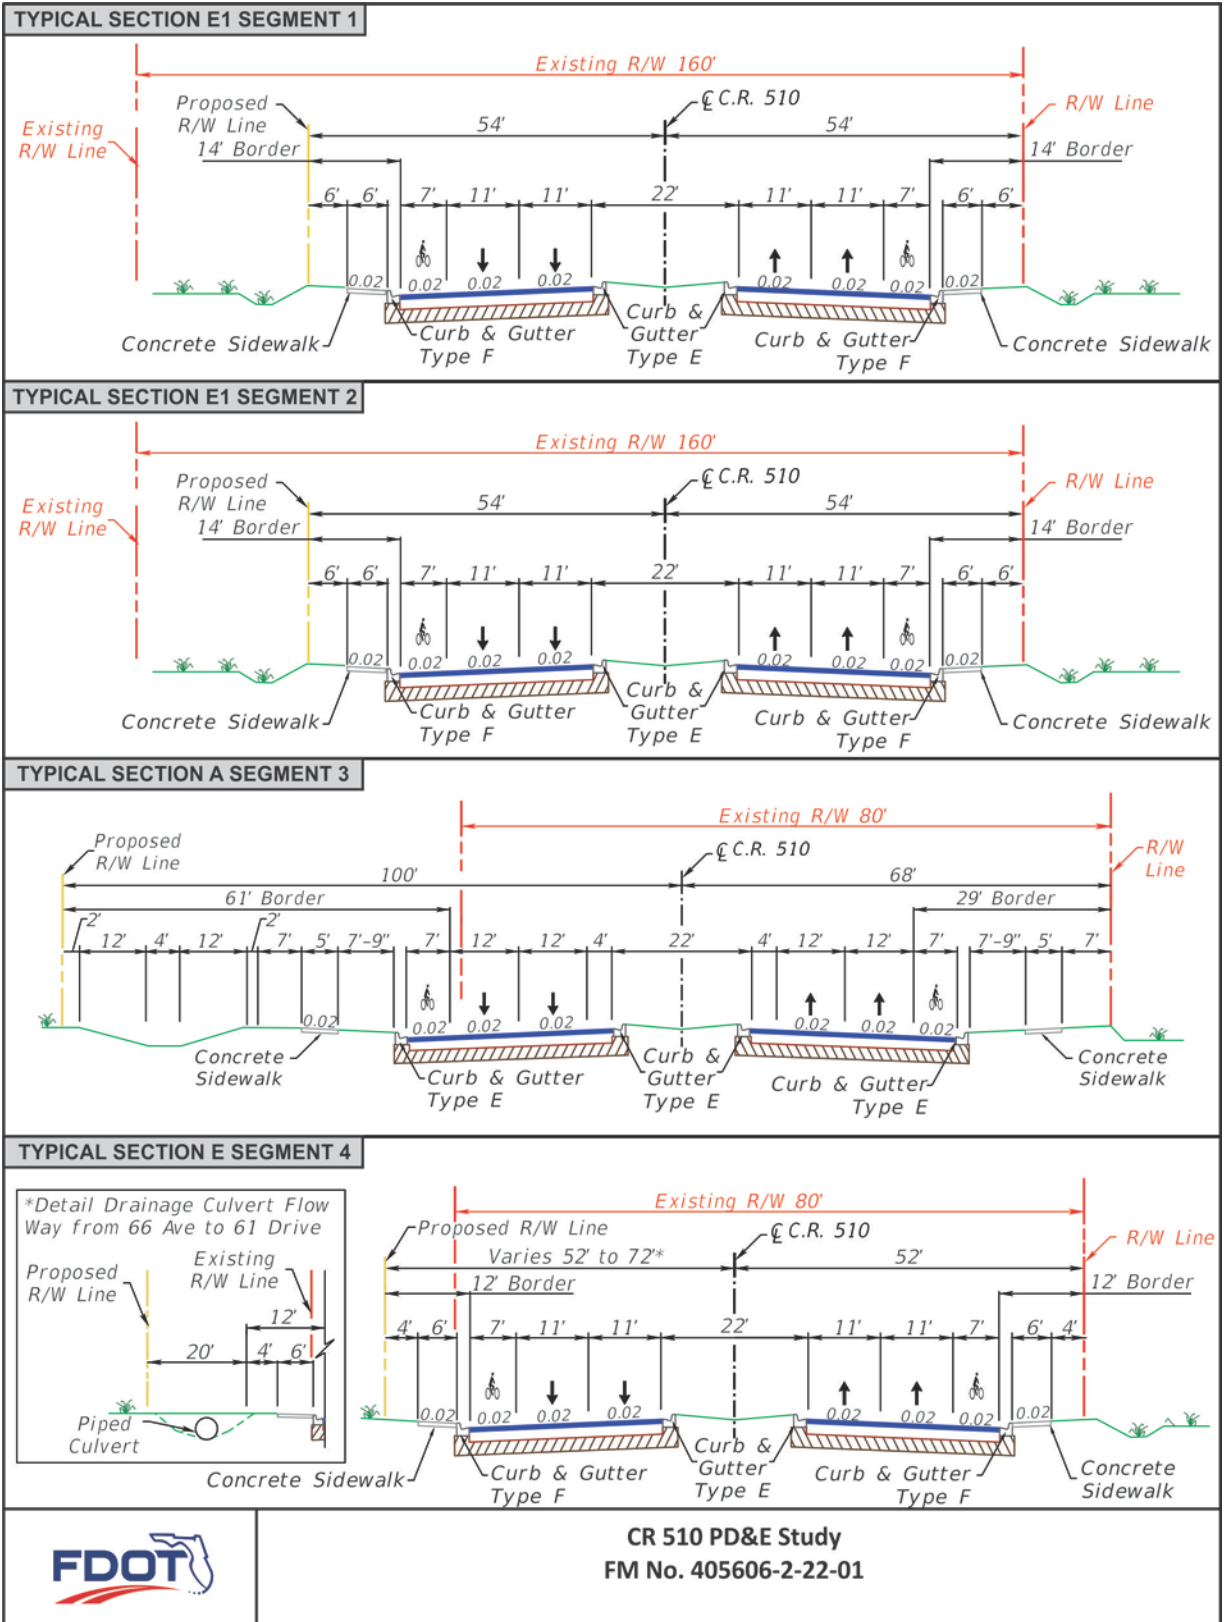 TYPICAL SECTION E1 SEGMENT 1
Existing R/W 160'
Proposed
R/W Line
℄ C.R. 510
R/W Line
Existing
R/W Line
54'
54'
14' Border
14' Border
6' 6' 7' 11' 11' 22' 11' 11' 7' 6' 6'
0.02 0.02 0.02 0.02 0.02 0.02 0.02 0.02
Concrete Sidewalk
Curb & Gutter
Type F
Curb &
Gutter
Type E
Curb & Gutter
Type F
Concrete Sidewalk
TYPICAL SECTION E1 SEGMENT 2
Existing R/W 160'
Proposed
R/W Line
℄ C.R. 510
R/W Line
Existing
R/W Line
54'
54'
14' Border
14' Border
6' 6' 7' 11' 11' 22' 11' 11' 7' 6' 6'
0.02 0.02 0.02 0.02 0.02 0.02 0.02 0.02
Concrete Sidewalk
Curb & Gutter
Type F
Curb &
Gutter
Type E
Curb & Gutter
Type F
Concrete Sidewalk
TYPICAL SECTION A SEGMENT 3
Existing R/W 80'
Proposed
R/W Line
℄ C.R. 510
R/W
Line
100'
68'
61' Border
29' Border
2' 2'
12' 4' 12' 7' 5' 7'-9" 7' 12' 12' 4' 22' 4' 12' 12' 7' 7'-9" 5' 7'
0.02 0.02 0.02 0.02 0.02 0.02 0.02
Concrete
Sidewalk
Curb & Gutter
Type E
Curb &
Gutter
Type E
Curb & Gutter
Type E
Concrete
Sidewalk
TYPICAL SECTION E SEGMENT 4
*Detail Drainage Culvert Flow
Way from 66 Ave to 61 Drive
Proposed
R/W Line
Existing
R/W Line
12'
20' 4' 6'
Piped
Culvert
Existing R/W 80'
Proposed R/W Line
℄ C.R. 510
R/W Line
Varies 52' to 72'*
52'
12' Border
12' Border
4' 6' 7' 11' 11' 22' 11' 11' 7' 6' 4'
0.02 0.02 0.02 0.02 0.02 0.02 0.02 0.02
Concrete Sidewalk
Curb & Gutter
Type F
Curb &
Gutter
Type E
Curb & Gutter
Type F
Concrete
Sidewalk
FDOT
CR 510 PD&E Study
FM No. 405606-2-22-01